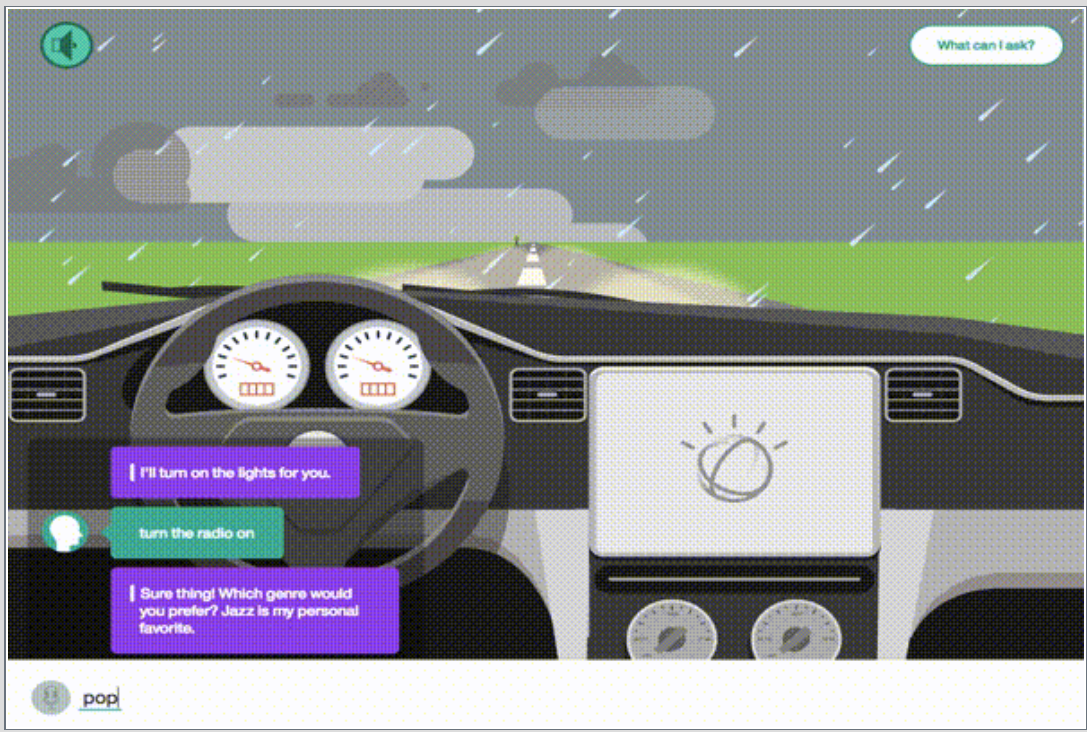 What can I ask?
I'll turn on the lights for you.
turn the radio on
Sure thing! Which genre would
you prefer? Jazz is my personal
favorite.
pop